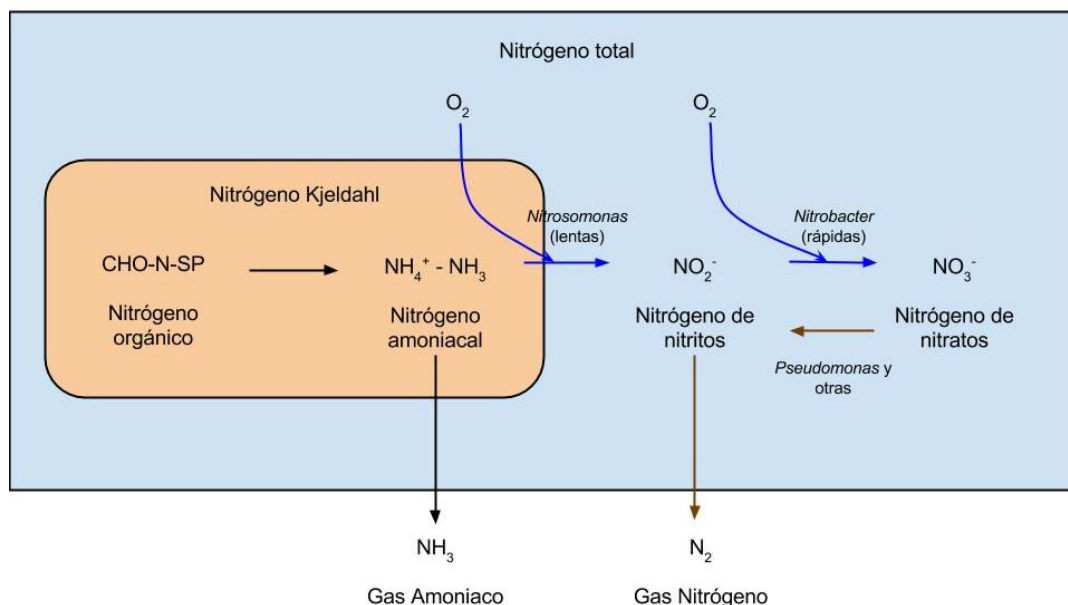 Nitrógeno total
O₂
O₂
Nitrógeno Kjeldahl
Nitrosomonas
(lentas)
Nitrobacter
(rápidas)
CHO-N-SP
NH₄⁺ - NH₃
NO₂⁻
NO₃⁻
Nitrógeno
orgánico
Nitrógeno
amoniacal
Nitrógeno de
nitritos
Nitrógeno de
nitratos
Pseudomonas y
otras
NH₃
N₂
Gas Amoniaco
Gas Nitrógeno